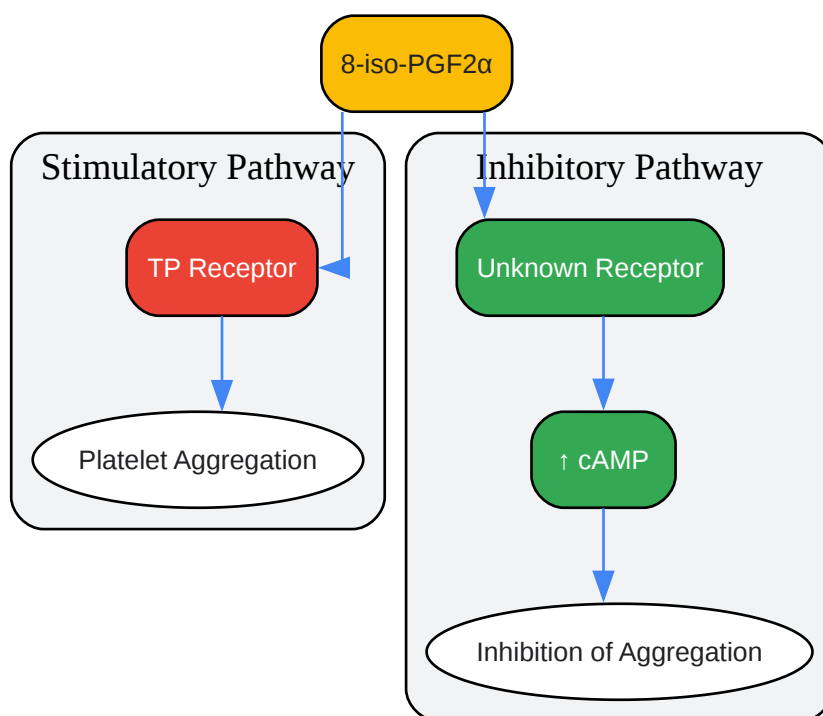 8-iso-PGF2α
Stimulatory Pathway
Inhibitory Pathway
TP Receptor
Unknown Receptor
Platelet Aggregation
↑ cAMP
Inhibition of Aggregation